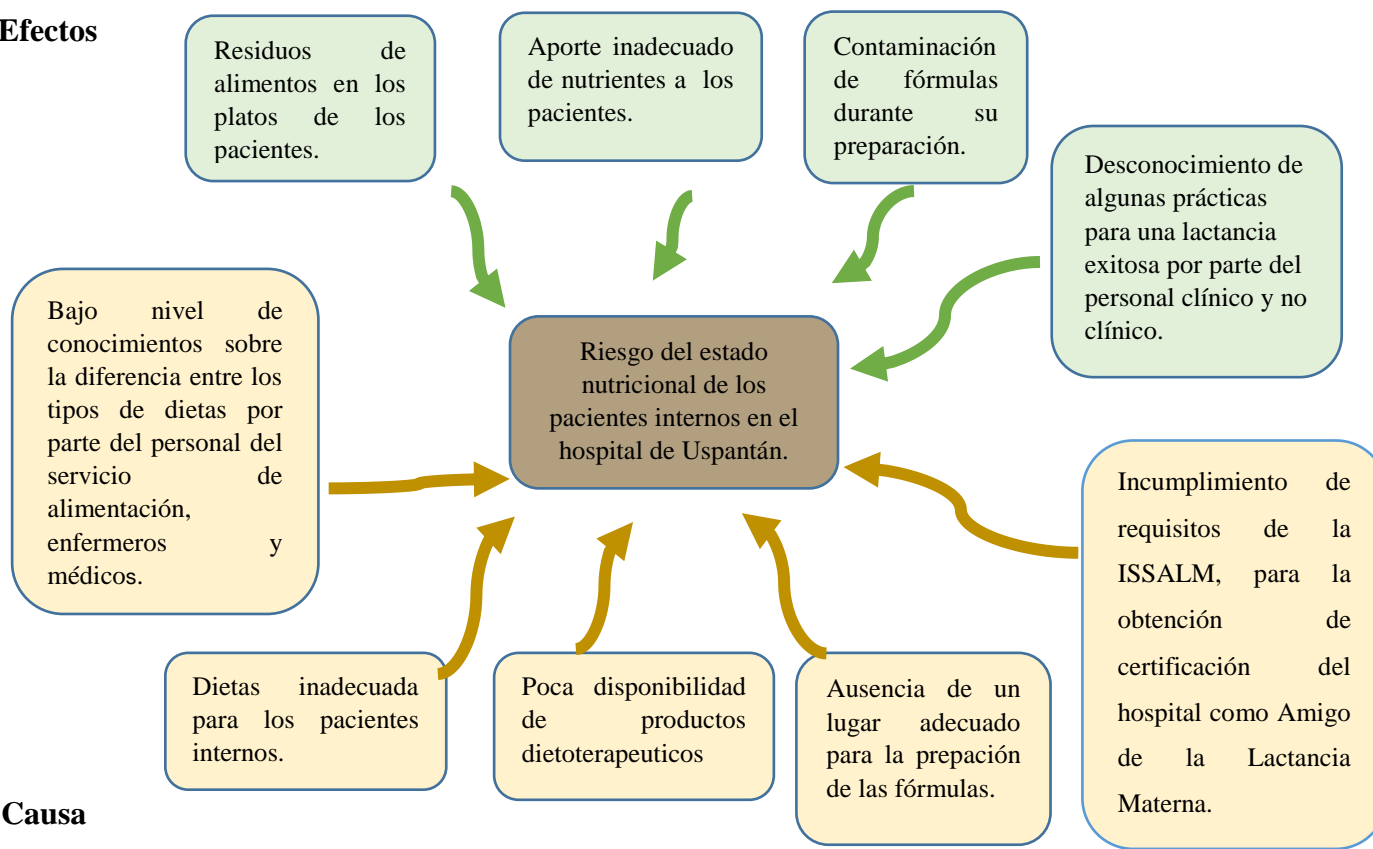 Efectos
Residuos de
alimentos en los
platos de los
pacientes.
Aporte inadecuado
de nutrientes a los
pacientes.
Contaminación
de fórmulas
durante su
preparación.
Desconocimiento de
algunas prácticas
para una lactancia
exitosa por parte del
personal clínico y no
clínico.
Bajo nivel de
conocimientos sobre
la diferencia entre los
tipos de dietas por
parte del personal del
servicio de
alimentación,
enfermeros y
médicos.
Riesgo del estado
nutricional de los
pacientes internos en el
hospital de Uspantán.
Incumplimiento de
requisitos de la
ISSALM, para la
obtención de
certificación del
hospital como Amigo
de la Lactancia
Materna.
Dietas inadecuada
para los pacientes
internos.
Poca disponibilidad
de productos
dietoterapeuticos
Ausencia de un
lugar adecuado
para la prepación
de las fórmulas.
Causa